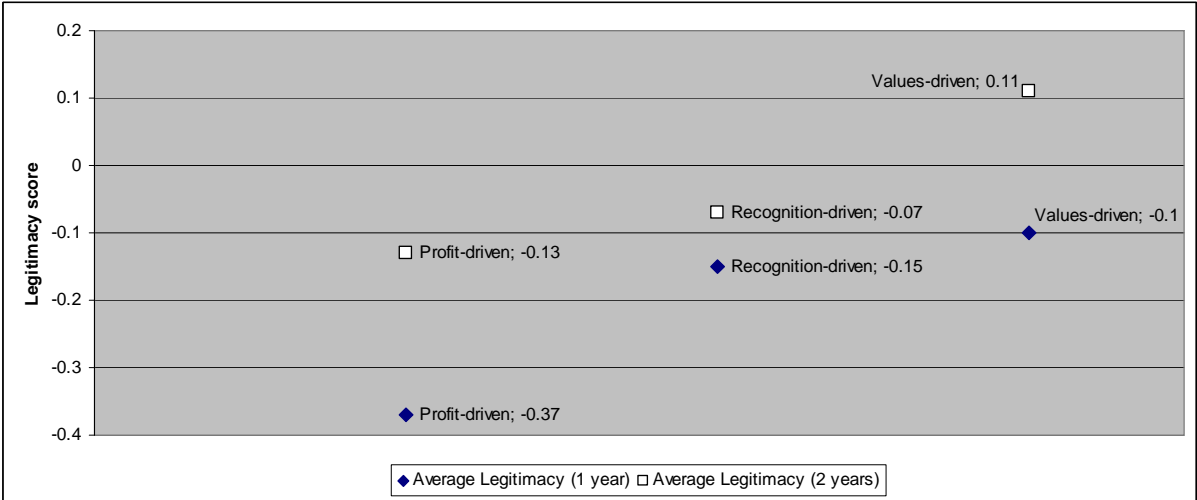 0.2
0.1
0
-0.1
-0.2
-0.3
-0.4
Legitimacy score
Values-driven; 0.11
Recognition-driven; -0.07
Values-driven; -0.1
Profit-driven; -0.13
Recognition-driven; -0.15
Profit-driven; -0.37
Average Legitimacy (1 year) Average Legitimacy (2 years)